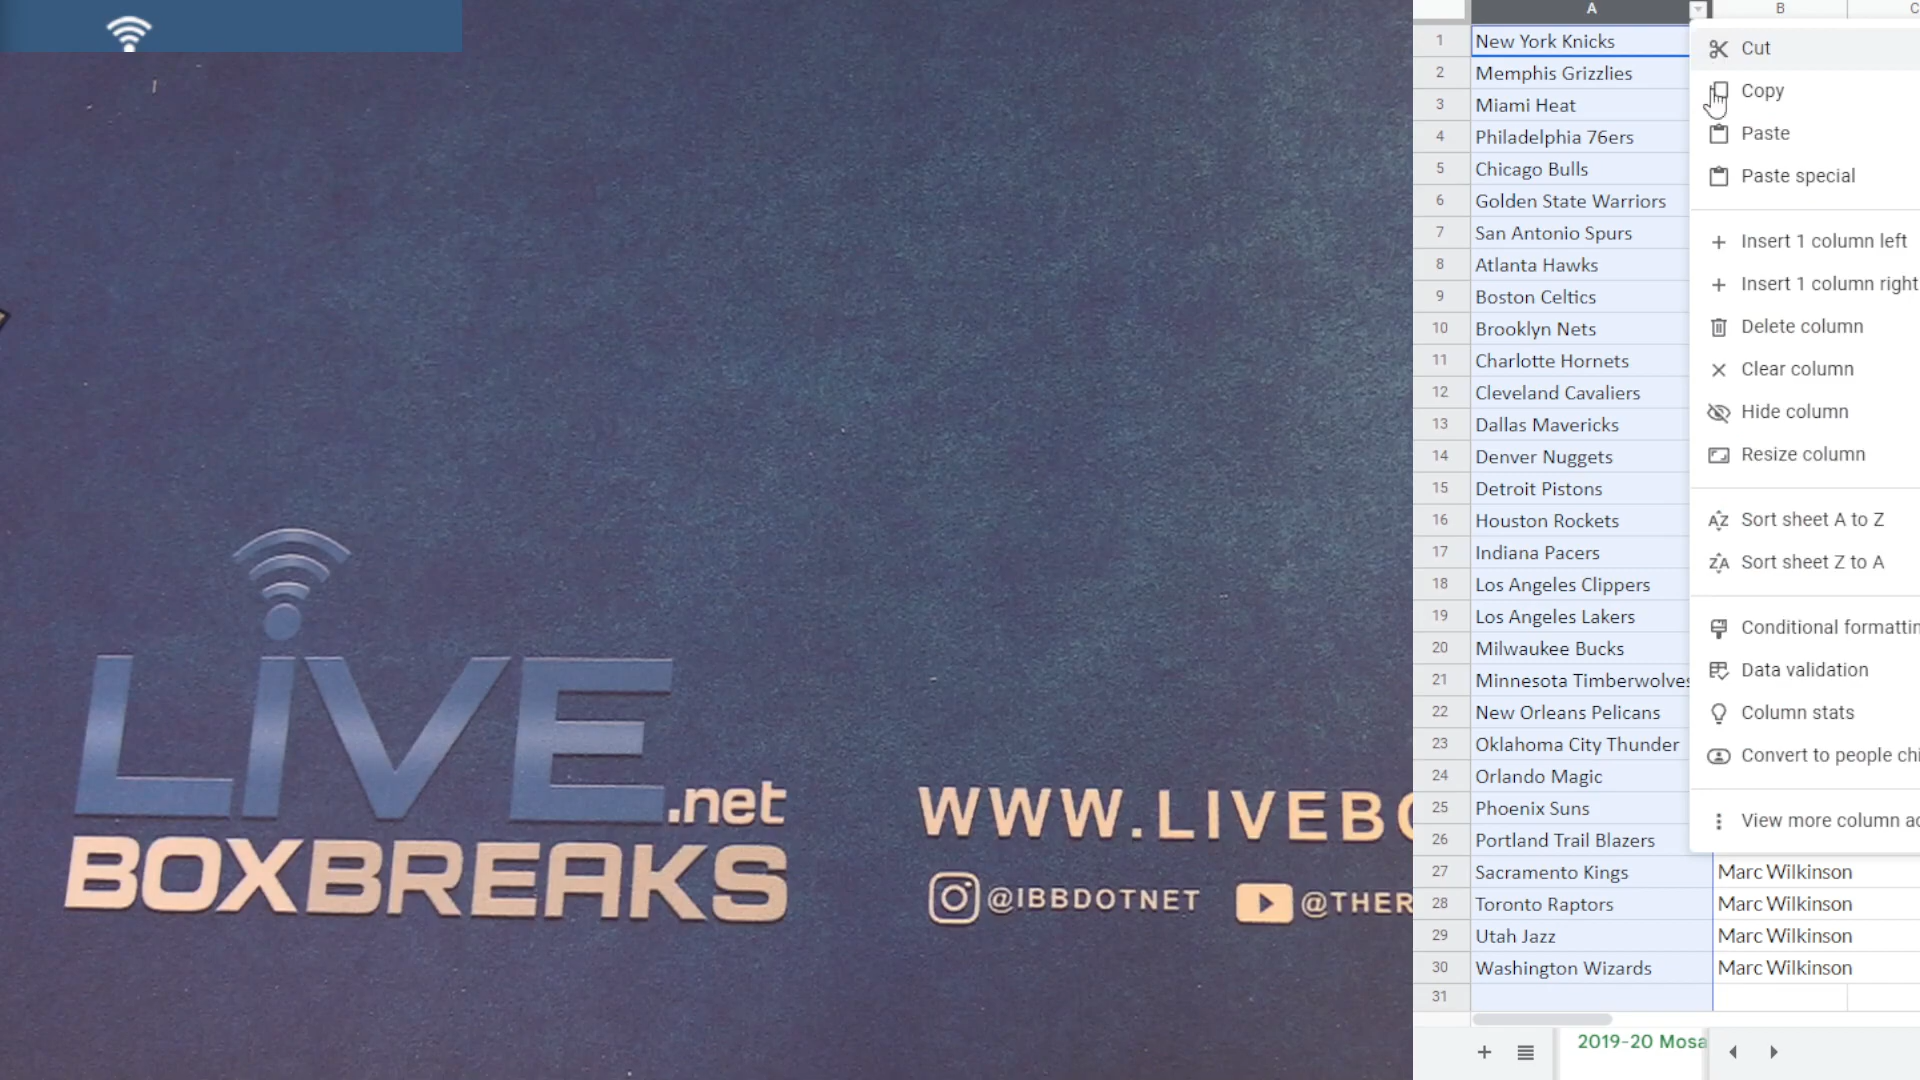 LIVE.net
BOXBREAKS
WWW.LIVEBO
@IBBDOTNET
@THER
A
B
C
1 New York Knicks
2 Memphis Grizzlies
3 Miami Heat
4 Philadelphia 76ers
5 Chicago Bulls
6 Golden State Warriors
7 San Antonio Spurs
8 Atlanta Hawks
9 Boston Celtics
10 Brooklyn Nets
11 Charlotte Hornets
12 Cleveland Cavaliers
13 Dallas Mavericks
14 Denver Nuggets
15 Detroit Pistons
16 Houston Rockets
17 Indiana Pacers
18 Los Angeles Clippers
19 Los Angeles Lakers
20 Milwaukee Bucks
21 Minnesota Timberwolves
22 New Orleans Pelicans
23 Oklahoma City Thunder
24 Orlando Magic
25 Phoenix Suns
26 Portland Trail Blazers
27 Sacramento Kings Marc Wilkinson
28 Toronto Raptors Marc Wilkinson
29 Utah Jazz Marc Wilkinson
30 Washington Wizards Marc Wilkinson
31
Cut
Copy
Paste
Paste special
Insert 1 column left
Insert 1 column right
Delete column
Clear column
Hide column
Resize column
Sort sheet A to Z
Sort sheet Z to A
Conditional formattin
Data validation
Column stats
Convert to people chi
View more column ac
2019-20 Mosa